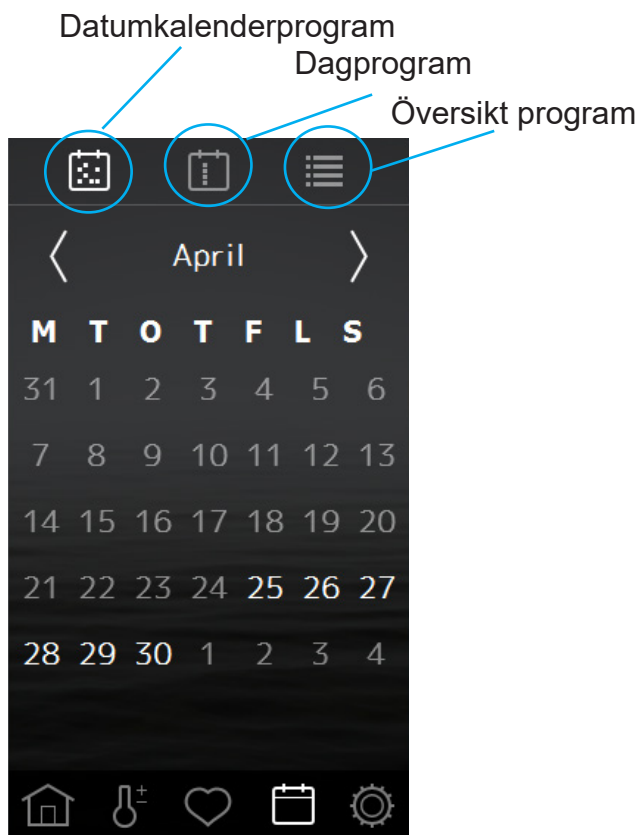 Datumkalenderprogram
Dagprogram
Översikt program
April
M T O T F L S
31 1 2 3 4 5 6
7 8 9 10 11 12 13
14 15 16 17 18 19 20
21 22 23 24 25 26 27
28 29 30 1 2 3 4